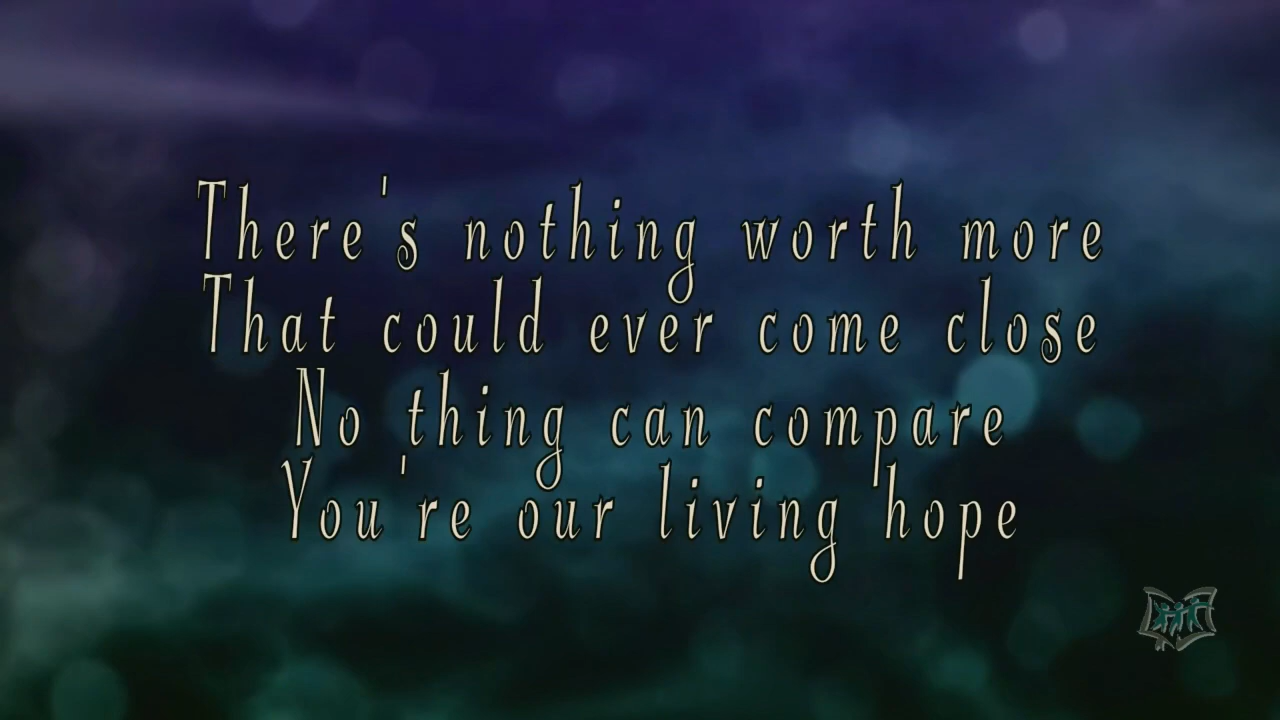 There's nothing worth more
That could ever come close
No thing can compare
You're our living hope